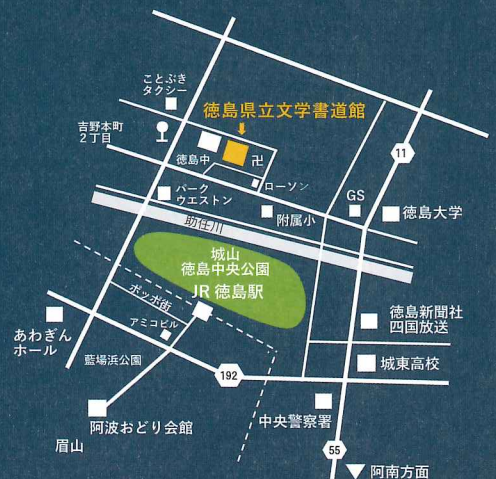 ことぶき
タクシー
徳島県立文学書道館
吉野本町
2丁目
徳島中
卍
ローソン
11
パーク
ウエストン
附属小
GS
徳島大学
助任川
城山
徳島中央公園
JR 徳島駅
ポッポ街
アミコビル
あわぎん
ホール
藍場浜公園
徳島新聞社
四国放送
城東高校
192
中央警察署
阿波おどり会館
眉山
55
阿南方面